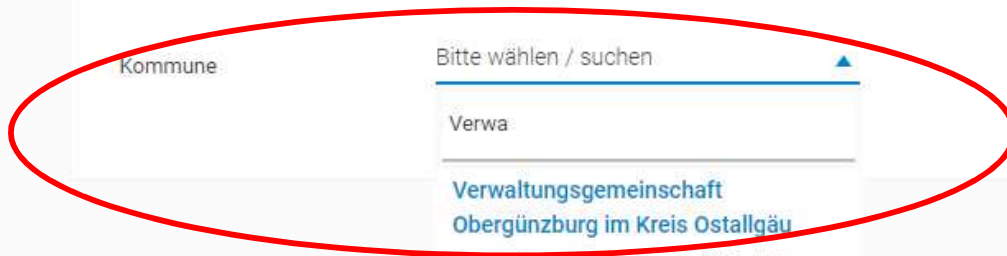 Kommune
Bitte wählen / suchen
Verwa
Verwaltungsgemeinschaft
Obergünzburg im Kreis Ostallgäu